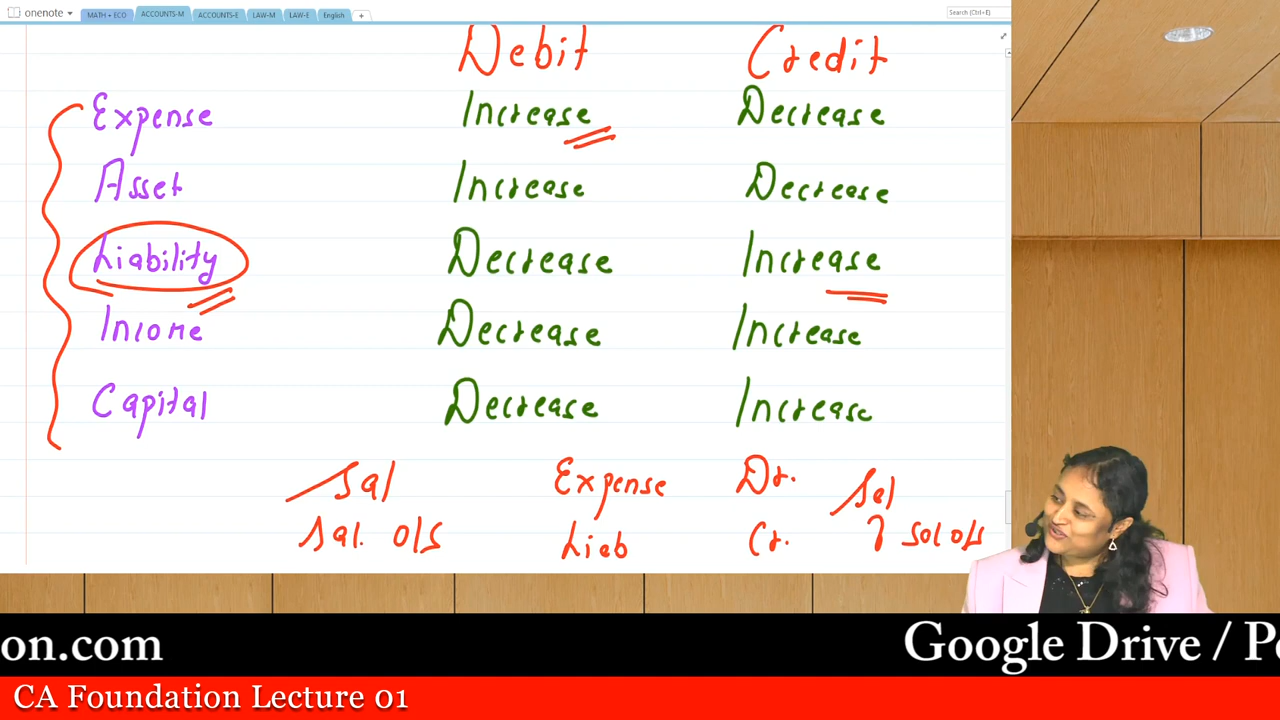 onenote MATH + ECO ACCOUNTS-M ACCOUNTS-E LAW-M LAW-E English + Search (Ctrl+E)
Debit Credit
Expense Increase Decrease
Asset Increase Decrease
Liability Decrease Increase
Income Decrease Increase
Capital Decrease Increase
Sal Expense Dr. Sal
Sal. o/s Liab Cr. Sal o/s
on.com Google Drive / Pe
CA Foundation Lecture 01